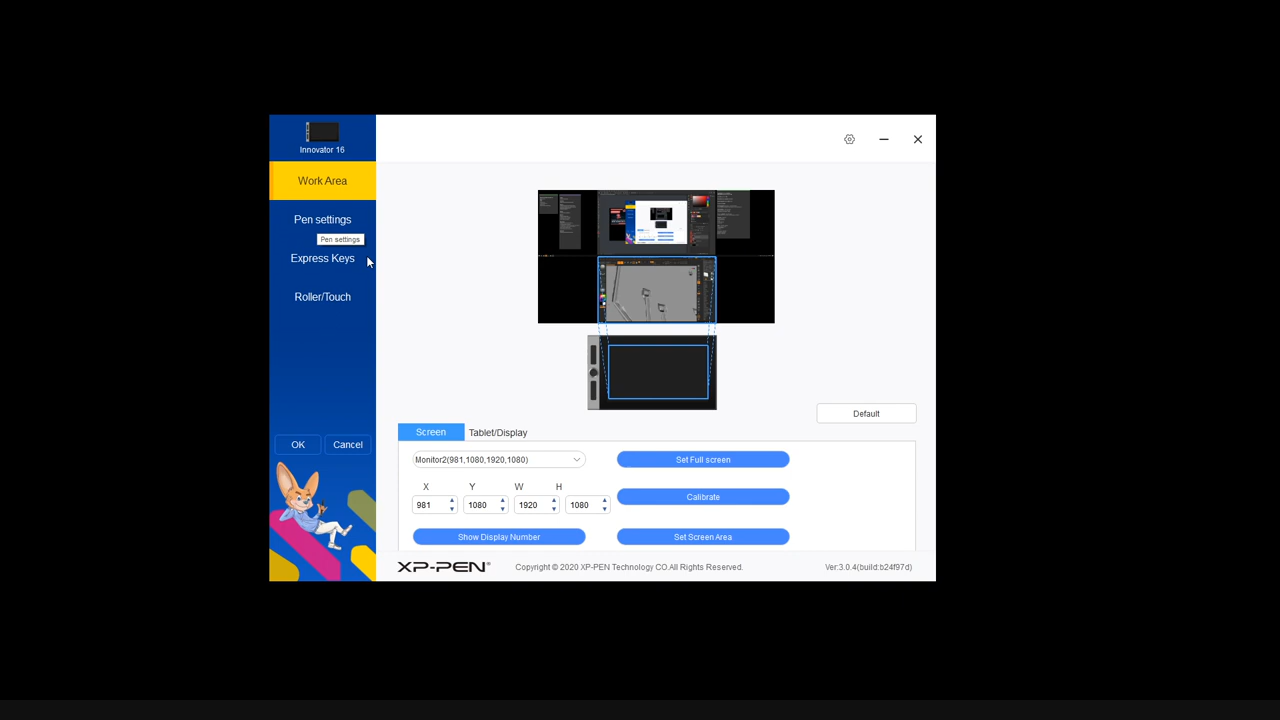 Innovator 16
Work Area
Pen settings
Pen settings
Express Keys
Roller/Touch
OK Cancel
Default
Screen Tablet/Display
Monitor2(981,1080,1920,1080) Set Full screen
X Y W H
Calibrate
981 1080 1920 1080
Show Display Number Set Screen Area
XP-PEN® Copyright © 2020 XP-PEN Technology CO.All Rights Reserved. Ver:3.0.4(build:b24f97d)